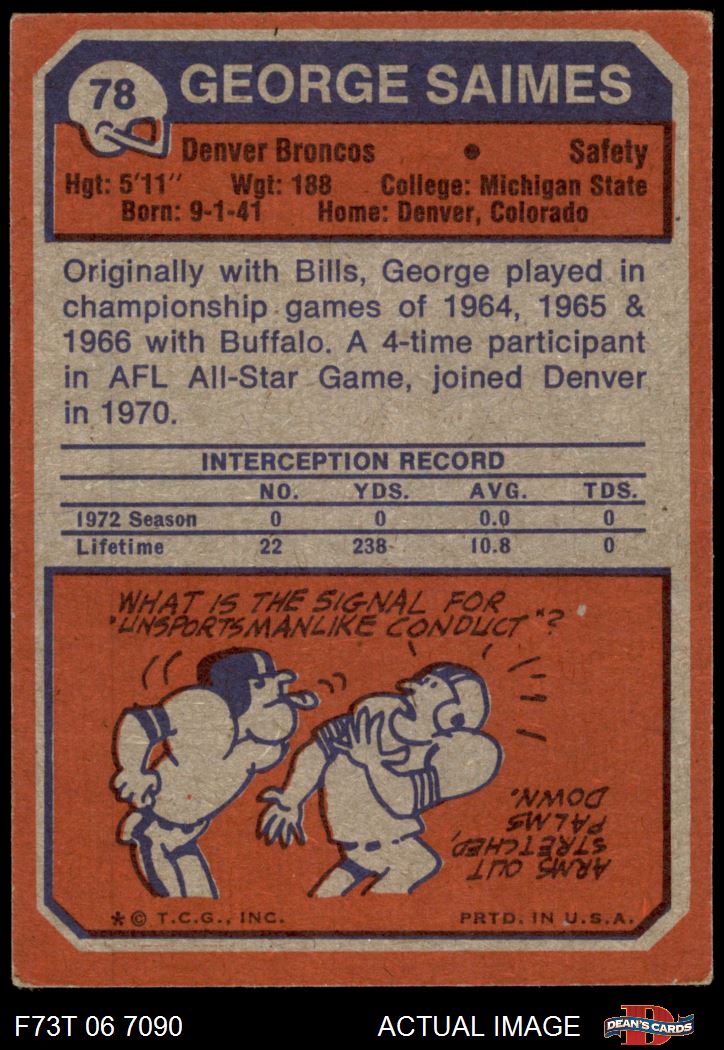 78
GEORGE SAIMES
Denver Broncos • Safety
Hgt: 5'11" Wgt: 188 College: Michigan State
Born: 9-1-41 Home: Denver, Colorado
Originally with Bills, George played in
championship games of 1964, 1965 &
1966 with Buffalo. A 4-time participant
in AFL All-Star Game, joined Denver
in 1970.
INTERCEPTION RECORD
NO. YDS. AVG. TDS.
1972 Season 0 0 0.0 0
Lifetime 22 238 10.8 0
WHAT IS THE SIGNAL FOR
"UNSPORTSMANLIKE CONDUCT"?
ARMS OUT
STRETCHED,
PALMS
DOWN.
* © T.C.G., INC. PRTD. IN U.S.A.
F73T 06 7090 ACTUAL IMAGE
D
DEAN'S CARDS